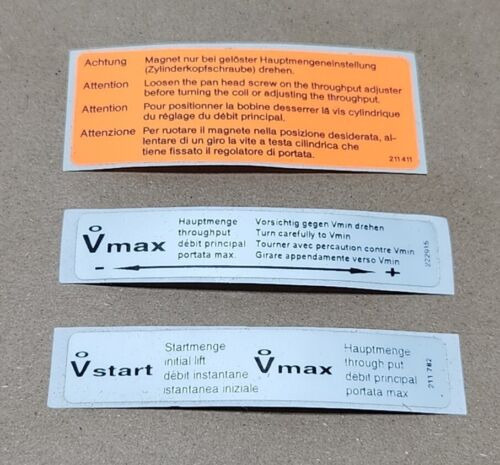 Achtung Magnet nur bei gelöster Hauptmengeneinstellung
(Zylinderkopfschraube) drehen.
Attention Loosen the pan head screw on the throughput adjuster
before turning the coil or adjusting the throughput.
Attention Pour positionner la bobine desserrer lá vis cylindrique
du réglage du débit principal.
Attenzione Per ruotare il magnete nella posizione desiderata, al-
lentare di un giro la vite a testa cilindrica che
tiene fissato il regolatore di portata.
211 411
V̊max
Hauptmenge
throughput
débit principal
portata max.
Vorsichtig gegen Vmin drehen
Turn carefully to Vmin
Tourner avec percaution contre Vmin
Girare appendamente verso Vmin
- +
222915
V̊start
Startmenge
initial lift
débit instantane
istantanea iniziale
V̊max
Hauptmenge
through put
débit principal
portata max
211 782